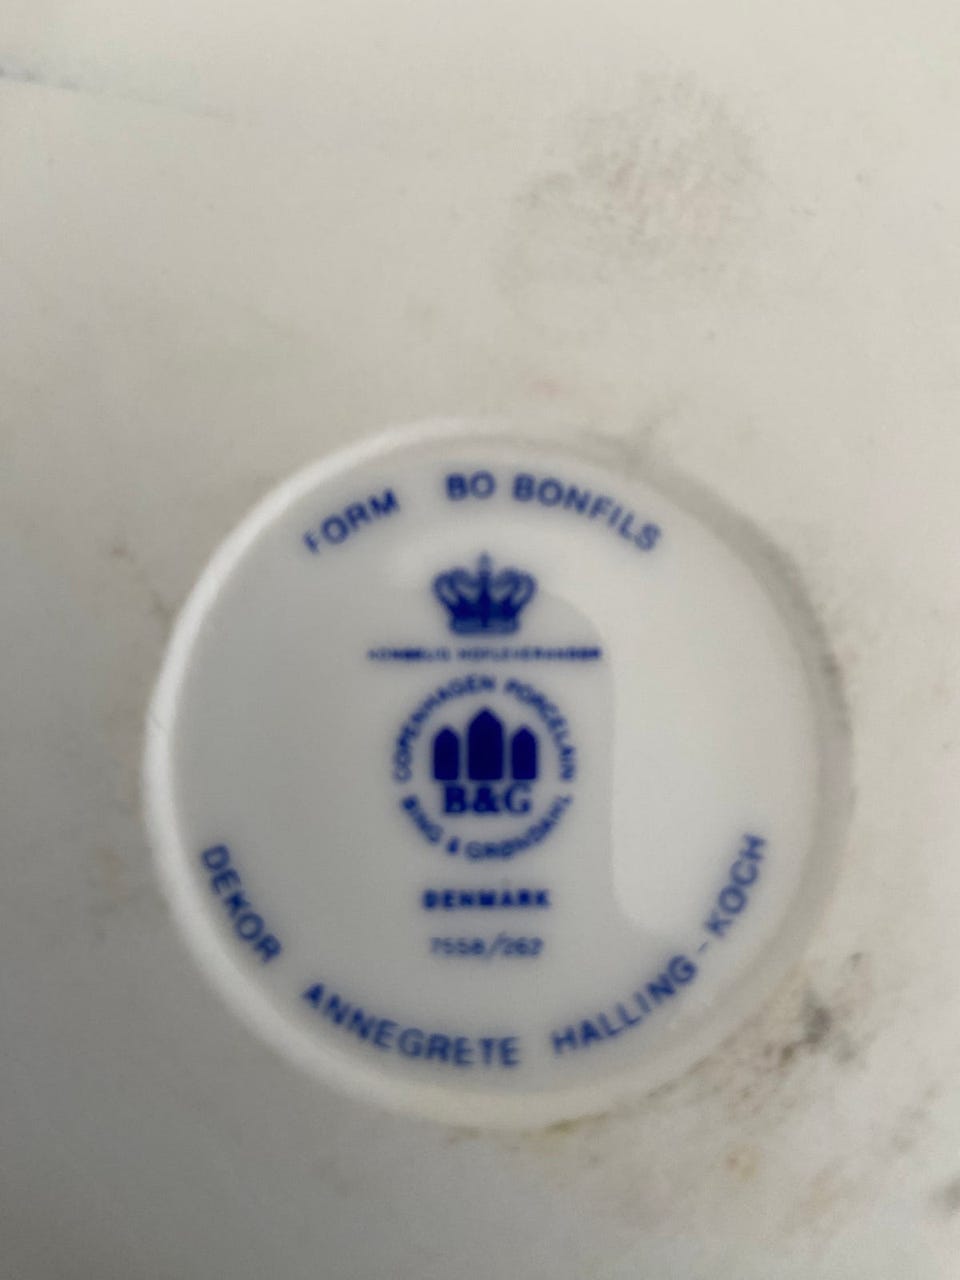 FORM BO BONFILS
KONGELIG HOFLEVERANDØR
COPENHAGEN PORCELAIN
B&G
BING & GRØNDAHL
DENMARK
7558/262
DEKOR ANNEGRETE HALLING-KOCH